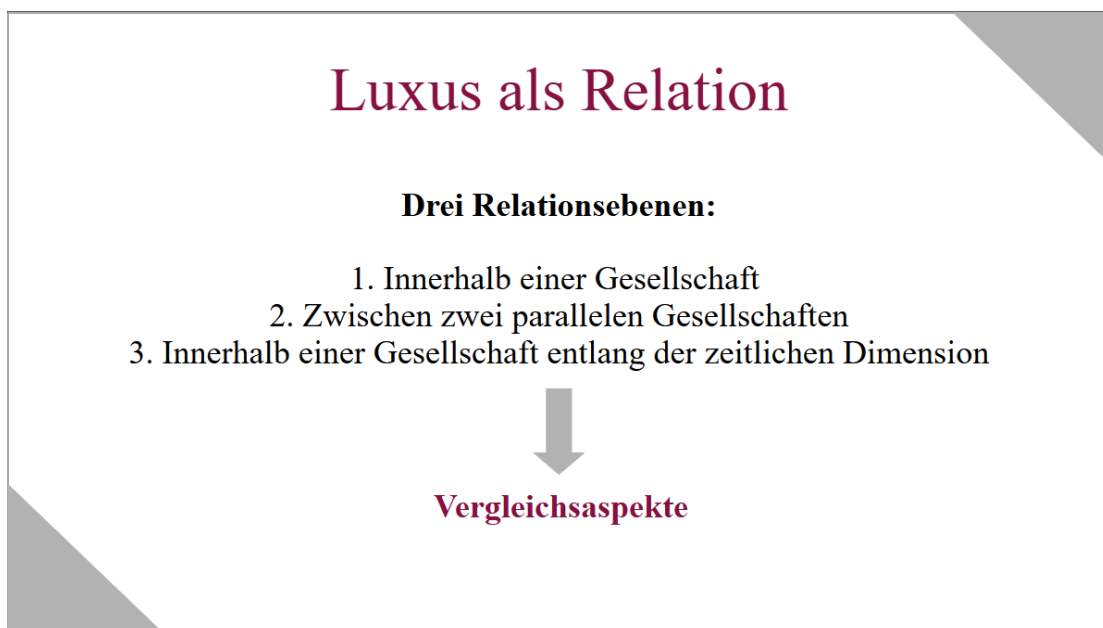 Luxus als Relation
Drei Relationsebenen:
1. Innerhalb einer Gesellschaft
2. Zwischen zwei parallelen Gesellschaften
3. Innerhalb einer Gesellschaft entlang der zeitlichen Dimension
Vergleichsaspekte